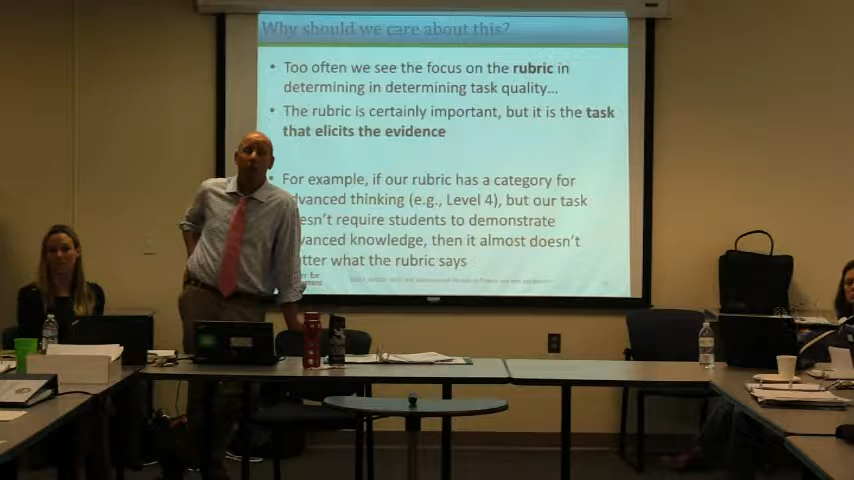 Why should we care about this?
• Too often we see the focus on the rubric in
determining in determining task quality...
• The rubric is certainly important, but it is the task
that elicits the evidence
• For example, if our rubric has a category for
dvanced thinking (e.g., Level 4), but our task
esn't require students to demonstrate
vanced knowledge, then it almost doesn't
tter what the rubric says
er for